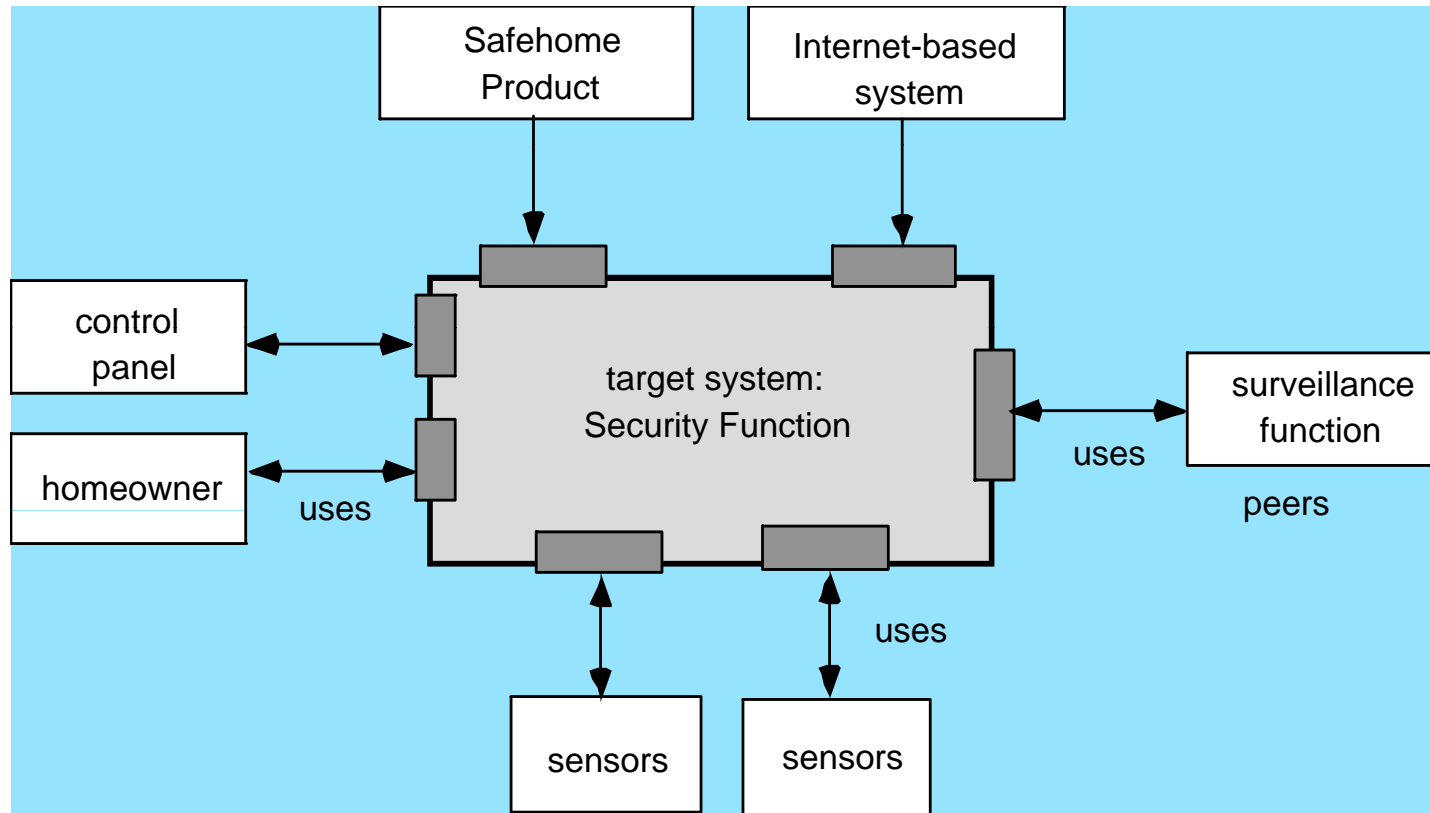 Safehome
Product
Internet-based
system
control
panel
target system:
Security Function
surveillance
function
homeowner
uses
uses
peers
uses
sensors
sensors